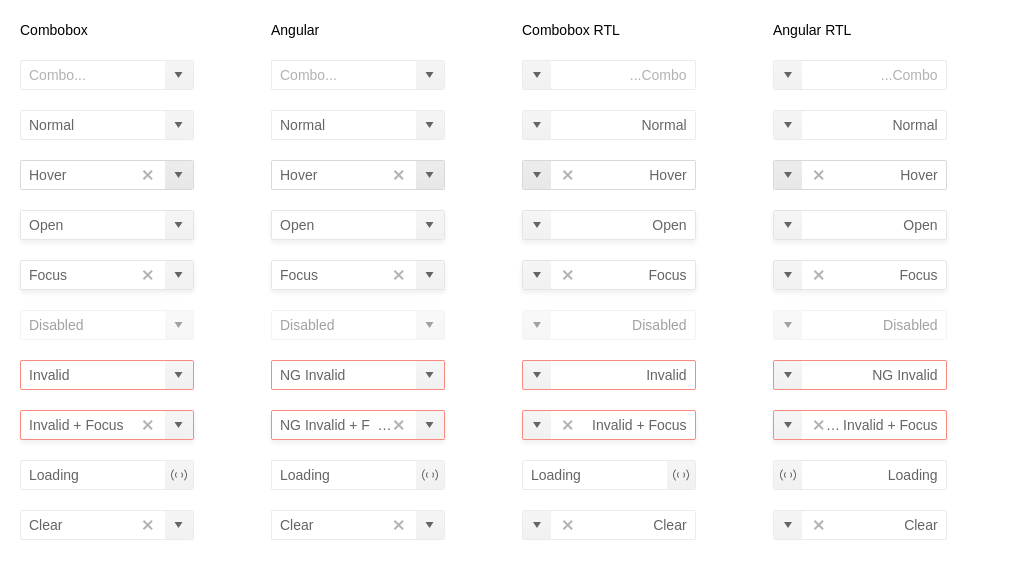 Combobox Angular Combobox RTL Angular RTL
Combo... Combo... ...Combo ...Combo
Normal Normal Normal Normal
Hover Hover Hover Hover
Open Open Open Open
Focus Focus Focus Focus
Disabled Disabled Disabled Disabled
Invalid NG Invalid Invalid NG Invalid
Invalid + Focus NG Invalid + F ... Invalid + Focus ... Invalid + Focus
Loading Loading Loading Loading
Clear Clear Clear Clear